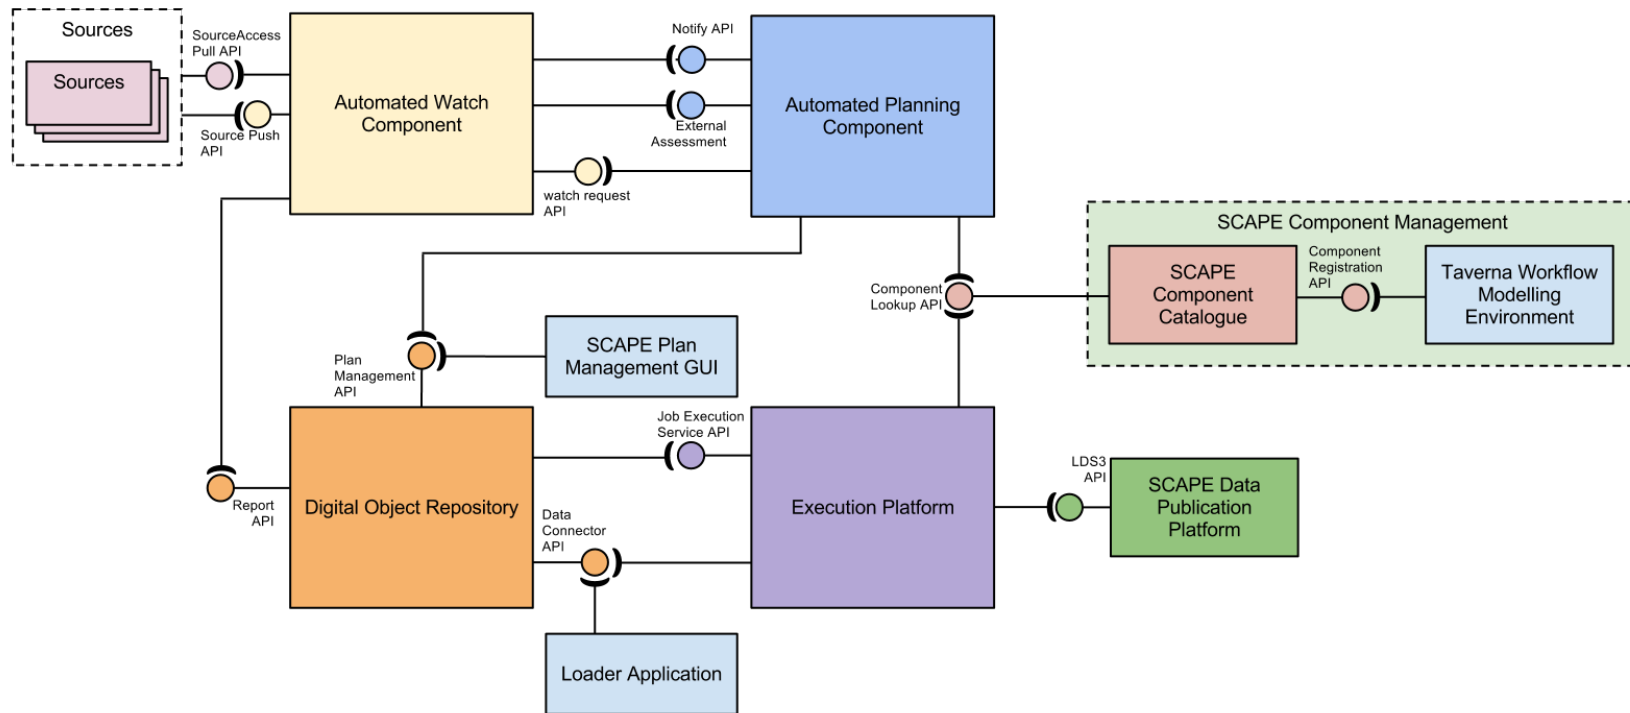 Sources
Sources
SourceAccess
Pull API
Source Push
API
Automated Watch
Component
Notify API
External
Assessment
watch request
API
Automated Planning
Component
SCAPE Component Management
SCAPE
Component
Catalogue
Component
Registration
API
Taverna Workflow
Modelling
Environment
Component
Lookup API
Plan
Management
API
SCAPE Plan
Management GUI
Report
API
Digital Object Repository
Job Execution
Service API
Data
Connector
API
Execution Platform
LDS3
API
SCAPE Data
Publication
Platform
Loader Application